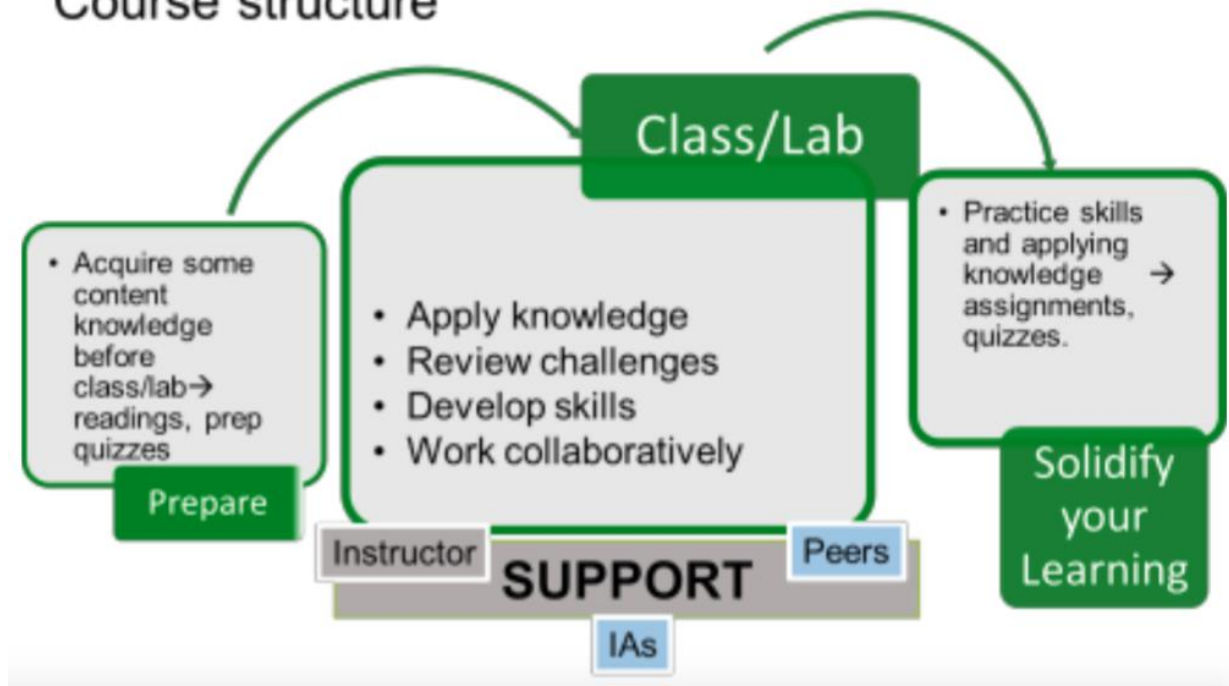 Course structure
Class/Lab
• Acquire some
content
knowledge
before
class/lab→
readings, prep
quizzes
Prepare
• Apply knowledge
• Review challenges
• Develop skills
• Work collaboratively
• Practice skills
and applying
knowledge →
assignments,
quizzes.
Solidify
your
Learning
Instructor
SUPPORT
Peers
IAs